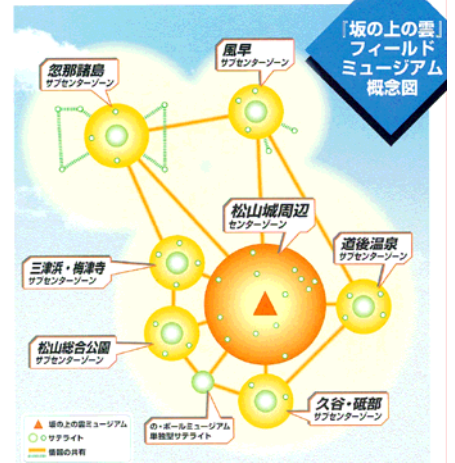 『坂の上の雲』
フィールド
ミュージアム
概念図
風早
サブセンターゾーン
忽那諸島
サブセンターゾーン
松山城周辺
センターゾーン
道後温泉
サブセンターゾーン
三津浜・梅津寺
サブセンターゾーン
松山総合公園
サブセンターゾーン
久谷・砥部
サブセンターゾーン
の・ボールミュージアム
単独型サテライト
坂の上の雲ミュージアム
サテライト
情報の共有